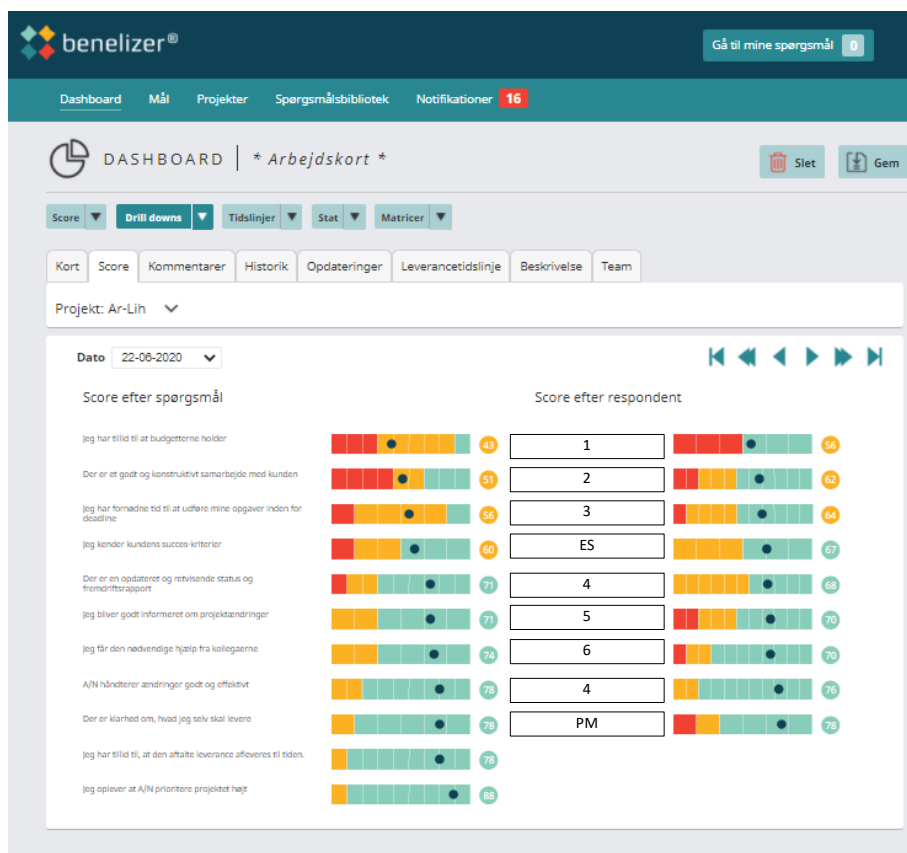 benelizer®
Gå til mine spørgsmål 0
Dashboard Mål Projekter Spørgsmålsbibliotek Notifikationer 16
DASHBOARD | * Arbejdskort *
Slet Gem
Score Drill downs Tidslinjer Stat Matricer
Kort Score Kommentarer Historik Opdateringer Leverancetidslinje Beskrivelse Team
Projekt: Ar-Lih
Dato 22-06-2020
Score efter spørgsmål
Jeg har tillid til at budgetterne holder 43
Der er et godt og konstruktivt samarbejde med kunden 51
Jeg har fornødne tid til at udføre mine opgaver inden for
deadline 56
Jeg kender kundens succes-kriterier 60
Der er en opdateret og retvisende status og
fremdriftsrapport 71
Jeg bliver godt informeret om projektændringer 71
Jeg får den nødvendige hjælp fra kollegaerne 74
A/N håndterer ændringer godt og effektivt 78
Der er klarhed om, hvad jeg selv skal levere 78
Jeg har tillid til, at den aftalte leverance afleveres til tiden. 78
Jeg oplever at A/N prioritere projektet højt 88
Score efter respondent
1 56
2 62
3 64
ES 67
4 68
5 70
6 70
4 76
PM 78